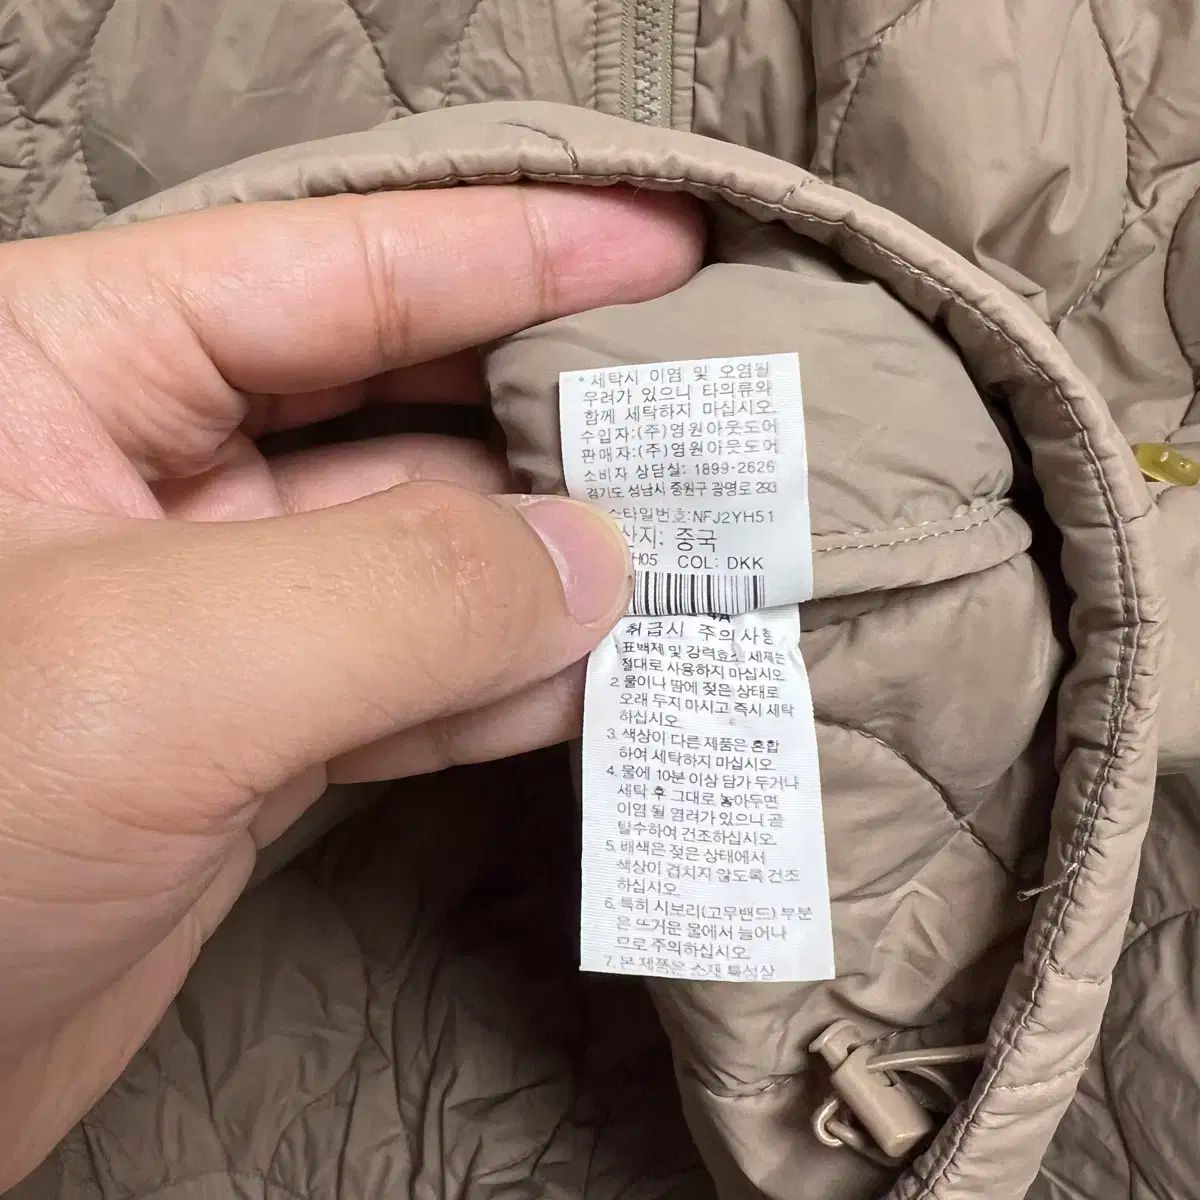 * 세탁시 이염 및 오염될
우려가 있으니 타의류와
함께 세탁하지 마십시오.
수입자:(주)영원아웃도어
판매자:(주)영원아웃도어
소비자 상담실: 1899-2626
경기도 성남시 중원구 광명로 293
스타일번호:NFJ2YH51
산지: 중국
H05 COL: DKK
취급시 주의사항
1. 표백제 및 강력효소 세제는
절대로 사용하지 마십시오
2. 물이나 땀에 젖은 상태로
오래 두지 마시고 즉시 세탁
하십시오.
3. 색상이 다른 제품은 혼합
하여 세탁하지 마십시오.
4. 물에 10분 이상 담가 두거나
세탁 후 그대로 놓아두면
이염 될 염려가 있으니 곧
탈수하여 건조하십시오.
5. 배색은 젖은 상태에서
색상이 겹치지 않도록 건조
하십시오.
6. 특히 시보리(고무밴드) 부분
은 뜨거운 물에서 늘어나
므로 주의하십시오.
7. 본 제품은 소재 특성상